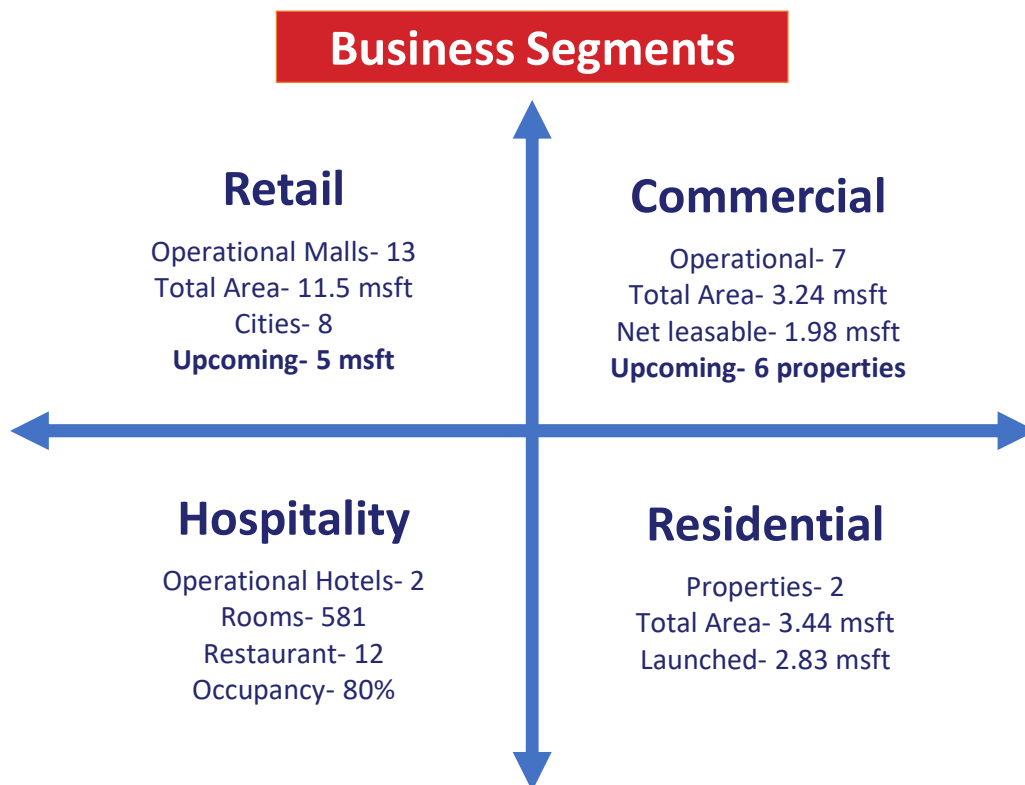 Business Segments
Retail
Operational Malls- 13
Total Area- 11.5 msft
Cities- 8
Upcoming- 5 msft
Commercial
Operational- 7
Total Area- 3.24 msft
Net leasable- 1.98 msft
Upcoming- 6 properties
Hospitality
Operational Hotels- 2
Rooms- 581
Restaurant- 12
Occupancy- 80%
Residential
Properties- 2
Total Area- 3.44 msft
Launched- 2.83 msft